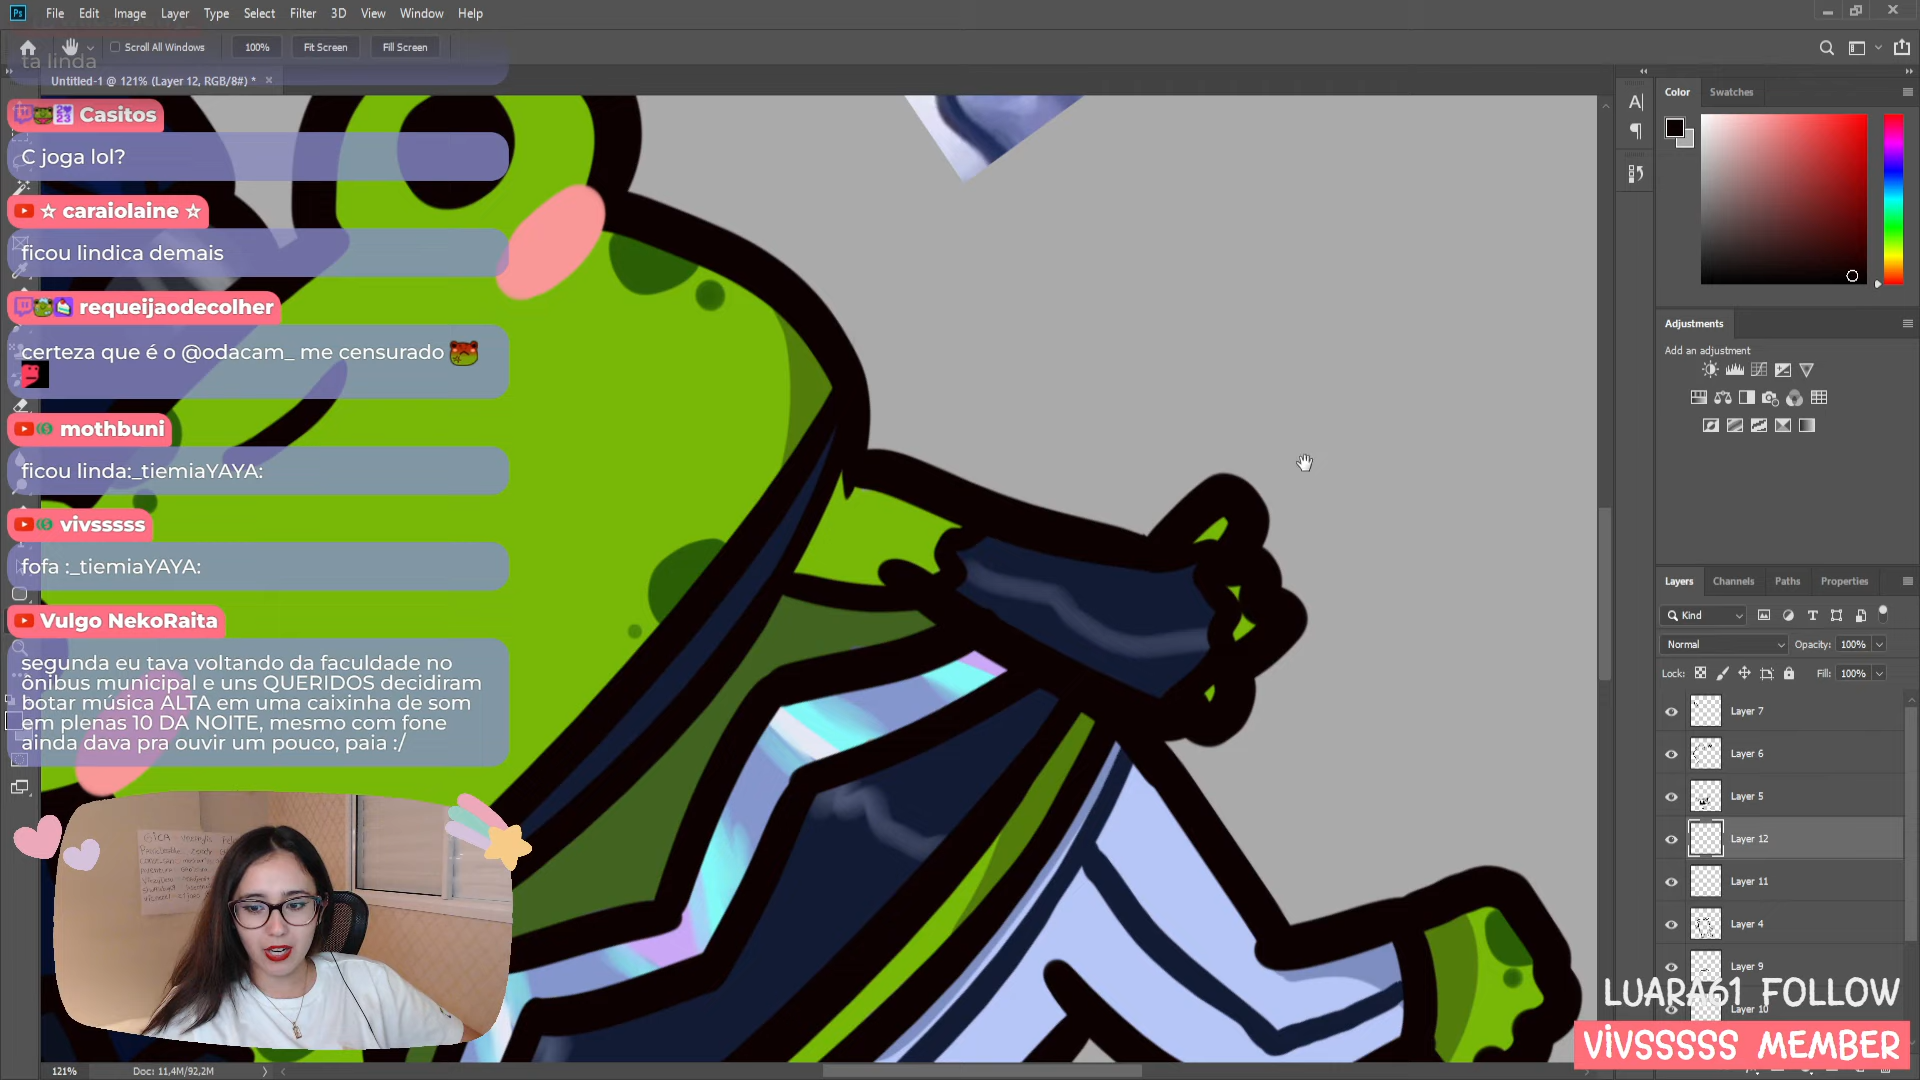 Ps File Edit Image Layer Type Select Filter 3D View Window Help
Scroll All Windows 100% Fit Screen Fill Screen
tá linda
Untitled-1 @ 121% (Layer 12, RGB/8#) * ×
Casitos
C joga lol?
☆ caraiolaine ☆
ficou lindica demais
requeijaodecolher
certeza que é o @odacam_ me censurado
mothbuni
ficou linda:_tiemiaYAYA:
vivsssss
fofa :_tiemiaYAYA:
Vulgo NekoRaita
segunda eu tava voltando da faculdade no
ônibus municipal e uns QUERIDOS decidiram
botar música ALTA em uma caixinha de som
em plenas 10 DA NOITE, mesmo com fone
ainda dava pra ouvir um pouco, paia :/
Color Swatches
Adjustments
Add an adjustment
Layers Channels Paths Properties
Kind
Normal Opacity: 100%
Lock: Fill: 100%
Layer 7
Layer 6
Layer 5
Layer 12
Layer 11
Layer 4
Layer 9
Layer 10
LUARA61 FOLLOW
VIVSSSSS MEMBER
121% Doc: 11,4M/92,2M